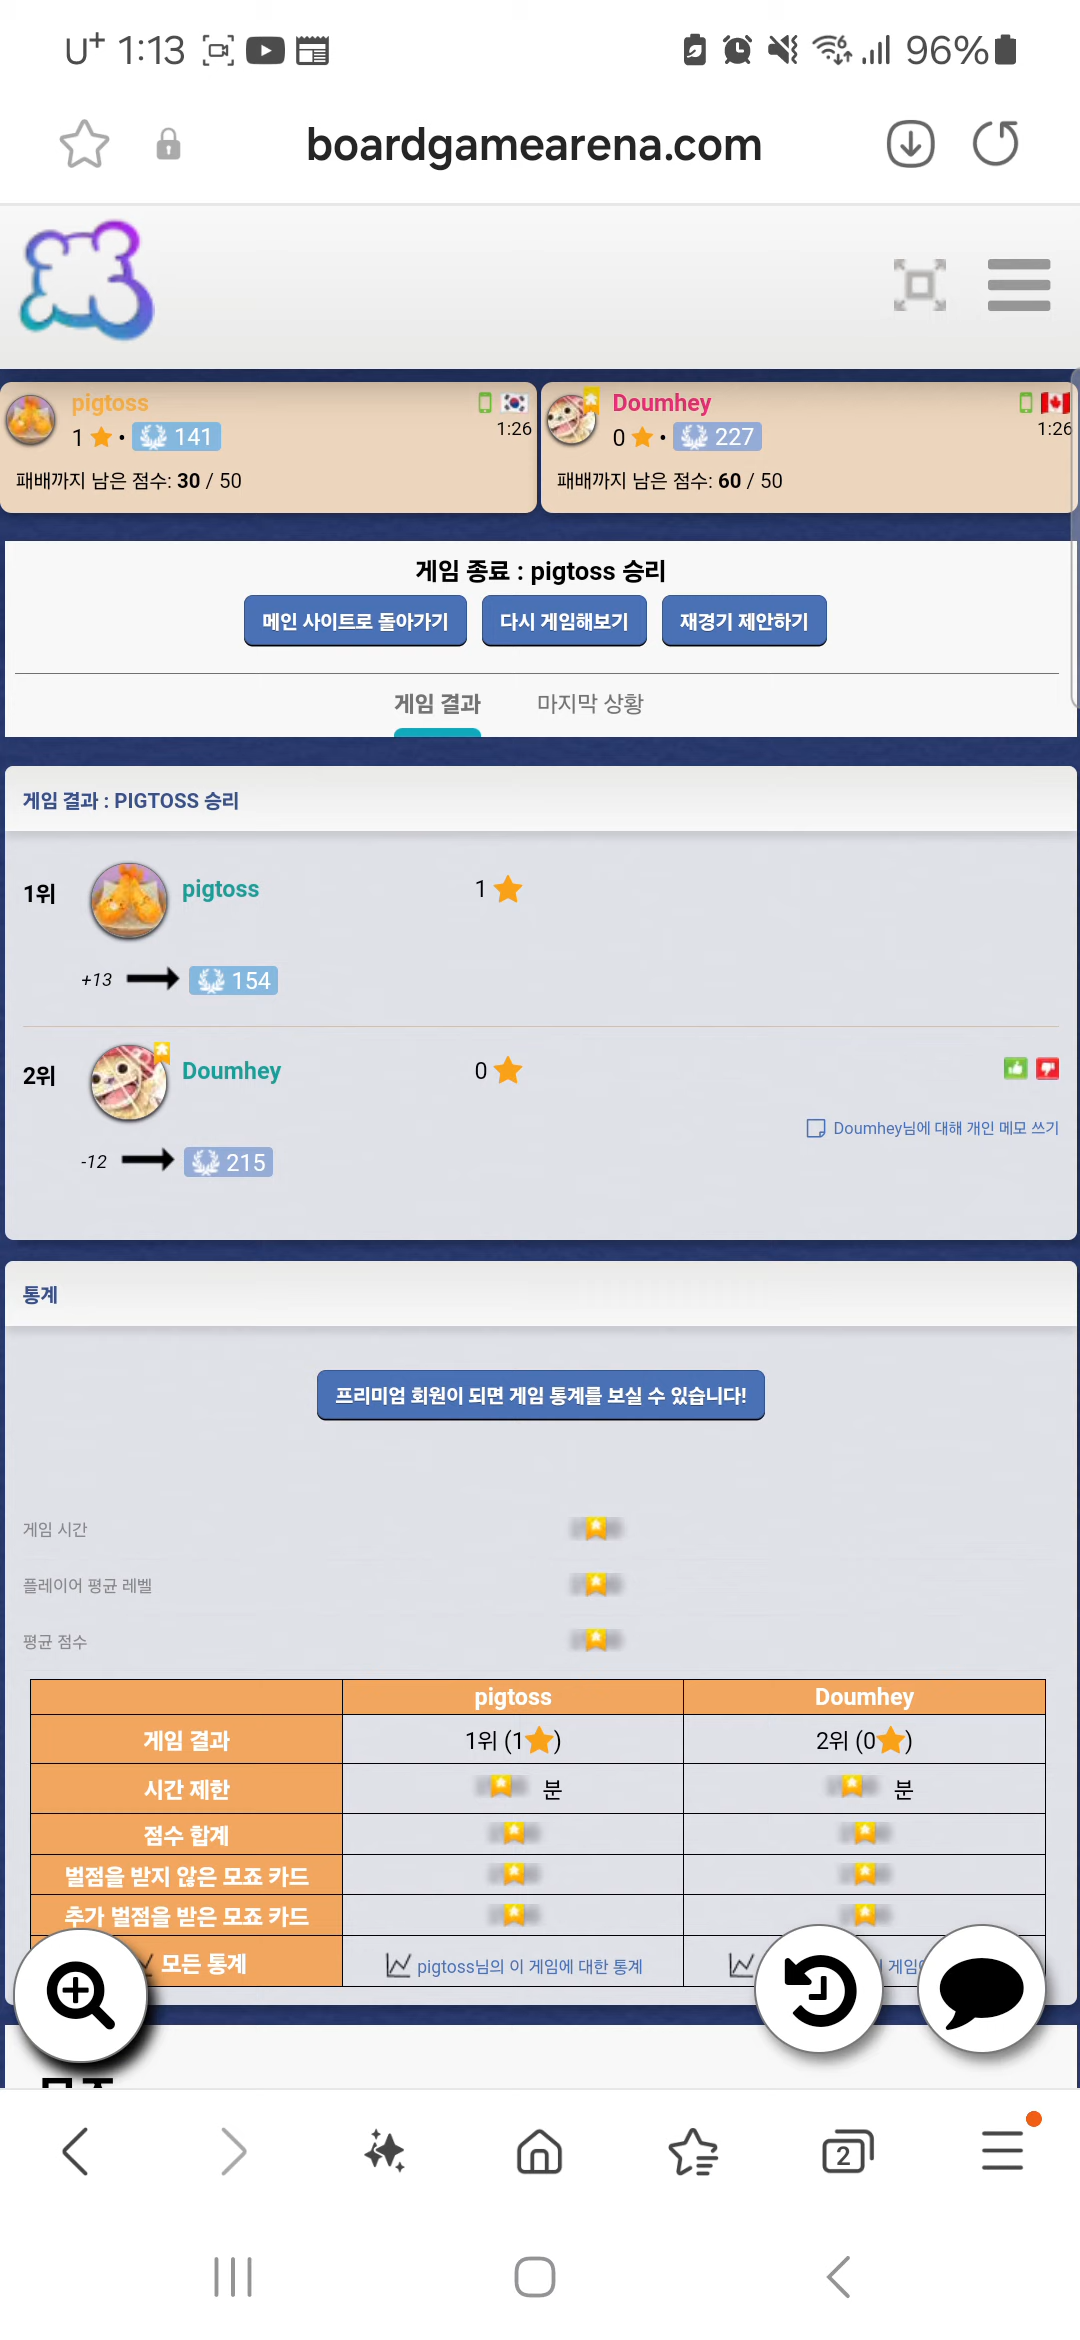 U+ 1:13 96%
boardgamearena.com
pigtoss
1 • 141 1:26
패배까지 남은 점수: 30 / 50
Doumhey
0 • 227 1:26
패배까지 남은 점수: 60 / 50
게임 종료 : pigtoss 승리
메인 사이트로 돌아가기 다시 게임해보기 재경기 제안하기
게임 결과 마지막 상황
게임 결과 : PIGTOSS 승리
1위 pigtoss 1
+13 154
2위 Doumhey 0
Doumhey님에 대해 개인 메모 쓰기
-12 215
통계
프리미엄 회원이 되면 게임 통계를 보실 수 있습니다!
게임 시간
플레이어 평균 레벨
평균 점수
pigtoss Doumhey
게임 결과 1위 (1) 2위 (0)
시간 제한 분 분
점수 합계
벌점을 받지 않은 모죠 카드
추가 벌점을 받은 모죠 카드
모든 통계 pigtoss님의 이 게임에 대한 통계
2